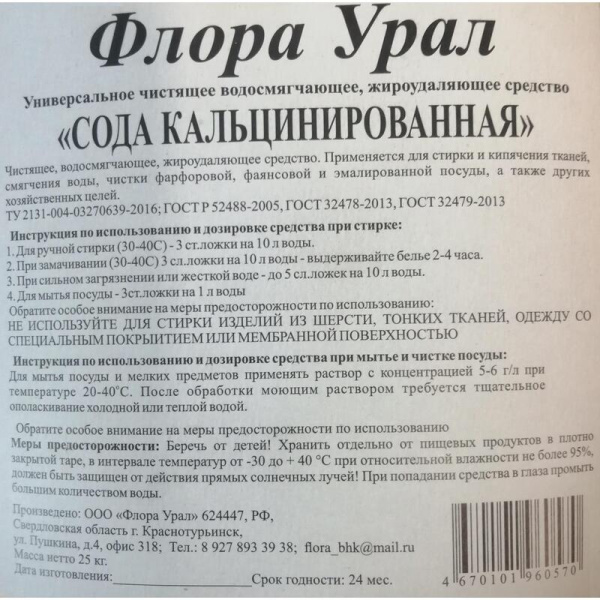 Флора Урал
Универсальное чистящее водосмягчающее, жироудаляющее средство
«СОДА КАЛЬЦИНИРОВАННАЯ»
Чистящее, водосмягчающее, жироудаляющее средство. Применяется для стирки и кипячения тканей,
смягчения воды, чистки фарфоровой, фаянсовой и эмалированной посуды, а также других
хозяйственных целей.
ТУ 2131-004-03270639-2016; ГОСТ Р 52488-2005, ГОСТ 32478-2013, ГОСТ 32479-2013
Инструкция по использованию и дозировке средства при стирке:
1. Для ручной стирки (30-40С) - 3 ст.ложки на 10 л воды.
2. При замачивании (30-40С) 3 сл.ложки на 10 л воды - выдерживайте белье 2-4 часа.
3. При сильном загрязнении или жесткой воде - до 5 сл.ложек на 10 л воды.
4. Для мытья посуды - 3ст.ложки на 1 л воды
Обратите особое внимание на меры предосторожности по использованию:
НЕ ИСПОЛЬЗУЙТЕ ДЛЯ СТИРКИ ИЗДЕЛИЙ ИЗ ШЕРСТИ, ТОНКИХ ТКАНЕЙ, ОДЕЖДУ СО
СПЕЦИАЛЬНЫМ ПОКРЫИТИЕМ ИЛИ МЕМБРАННОЙ ПОВЕРХНОСТЬЮ
Инструкция по использованию и дозировке средства при мытье и чистке посуды:
Для мытья посуды и мелких предметов применять раствор с концентрацией 5-6 г/л при
температуре 20-40°С. После обработки моющим раствором требуется тщательное
ополаскивание холодной или теплой водой.
Обратите особое внимание на меры предосторожности по использованию
Меры предосторожности: Беречь от детей! Хранить отдельно от пищевых продуктов в плотно
закрытой таре, в интервале температур от -30 до + 40 °С при относительной влажности не более 95%,
должен быть защищен от действия прямых солнечных лучей! При попадании средства в глаза промыть
большим количеством воды.
Произведено: ООО «Флора Урал» 624447, РФ,
Свердловская область г. Краснотурьинск,
ул. Пушкина, д.4, офис 318; Тел.: 8 927 893 39 38; flora_bhk@mail.ru
Масса нетто 25 кг.
Дата изготовления:____________________Срок годности: 24 мес.
4 670101 960570